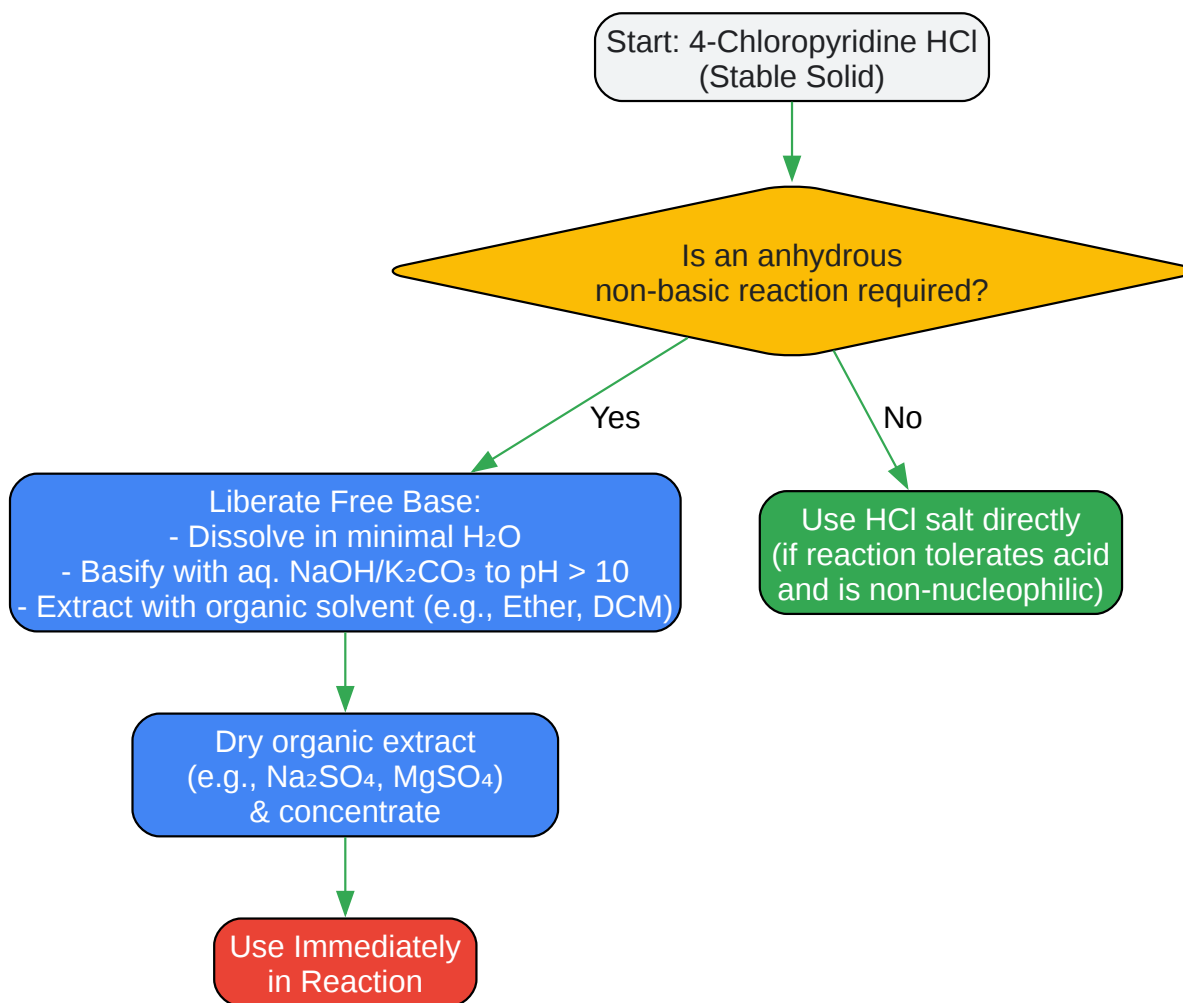 Start: 4-Chloropyridine HCl
(Stable Solid)
Is an anhydrous
non-basic reaction required?
Yes
No
Liberate Free Base:
- Dissolve in minimal H₂O
- Basify with aq. NaOH/K₂CO₃ to pH > 10
- Extract with organic solvent (e.g., Ether, DCM)
Use HCl salt directly
(if reaction tolerates acid
and is non-nucleophilic)
Dry organic extract
(e.g., Na₂SO₄, MgSO₄)
& concentrate
Use Immediately
in Reaction